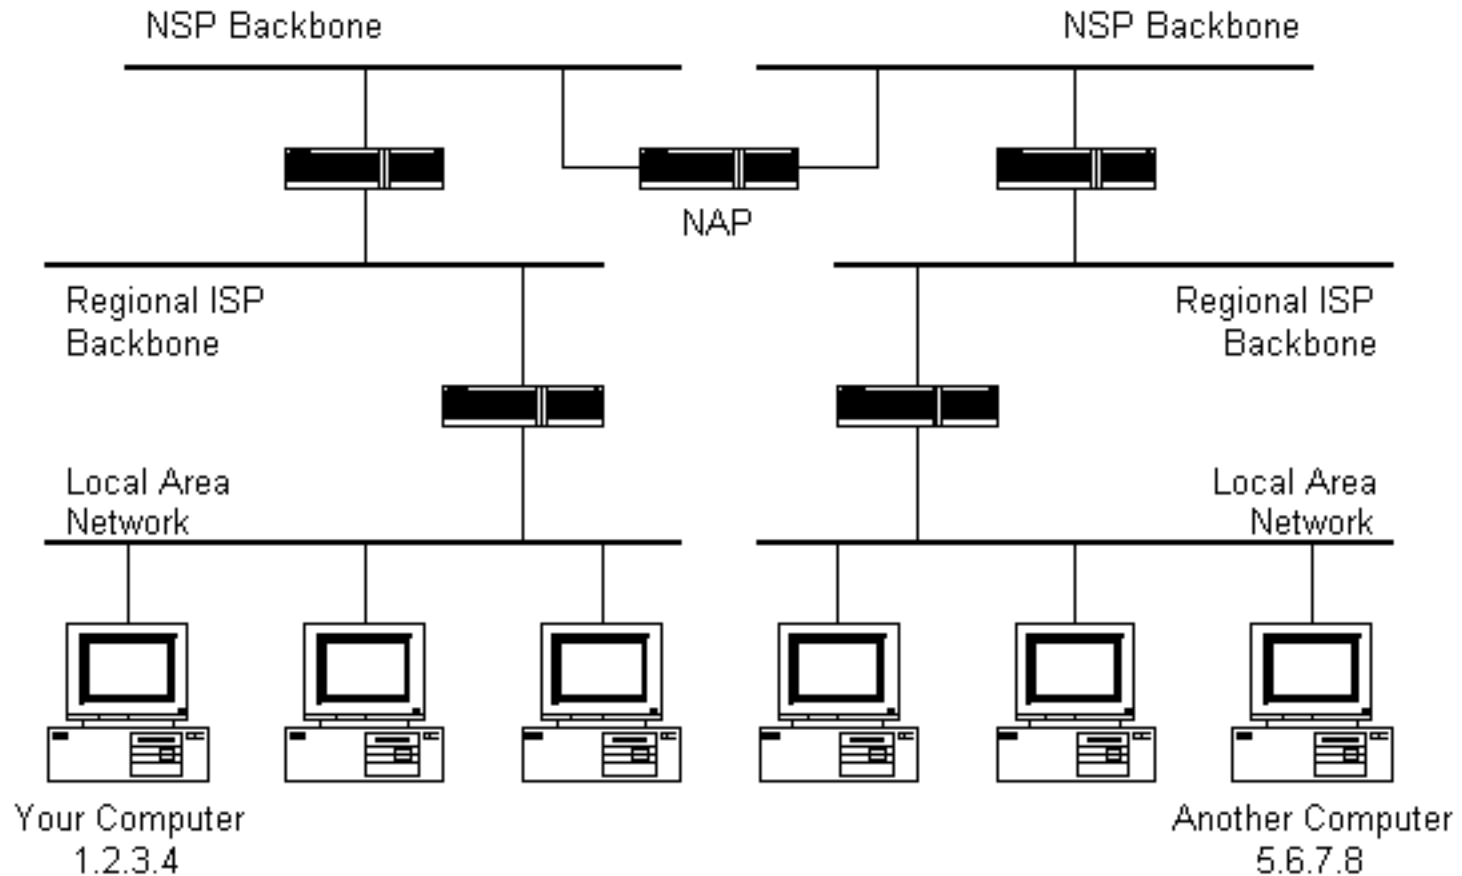 NSP Backbone
NSP Backbone
NAP
Regional ISP
Backbone
Regional ISP
Backbone
Local Area
Network
Local Area
Network
Your Computer
1.2.3.4
Another Computer
5.6.7.8